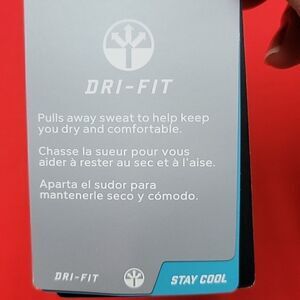 DRI-FIT
Pulls away sweat to help keep
you dry and comfortable.
Chasse la sueur pour vous
aider à rester au sec et à l'aise.
Aparta el sudor para
mantenerle seco y cómodo.
DRI-FIT
STAY COOL